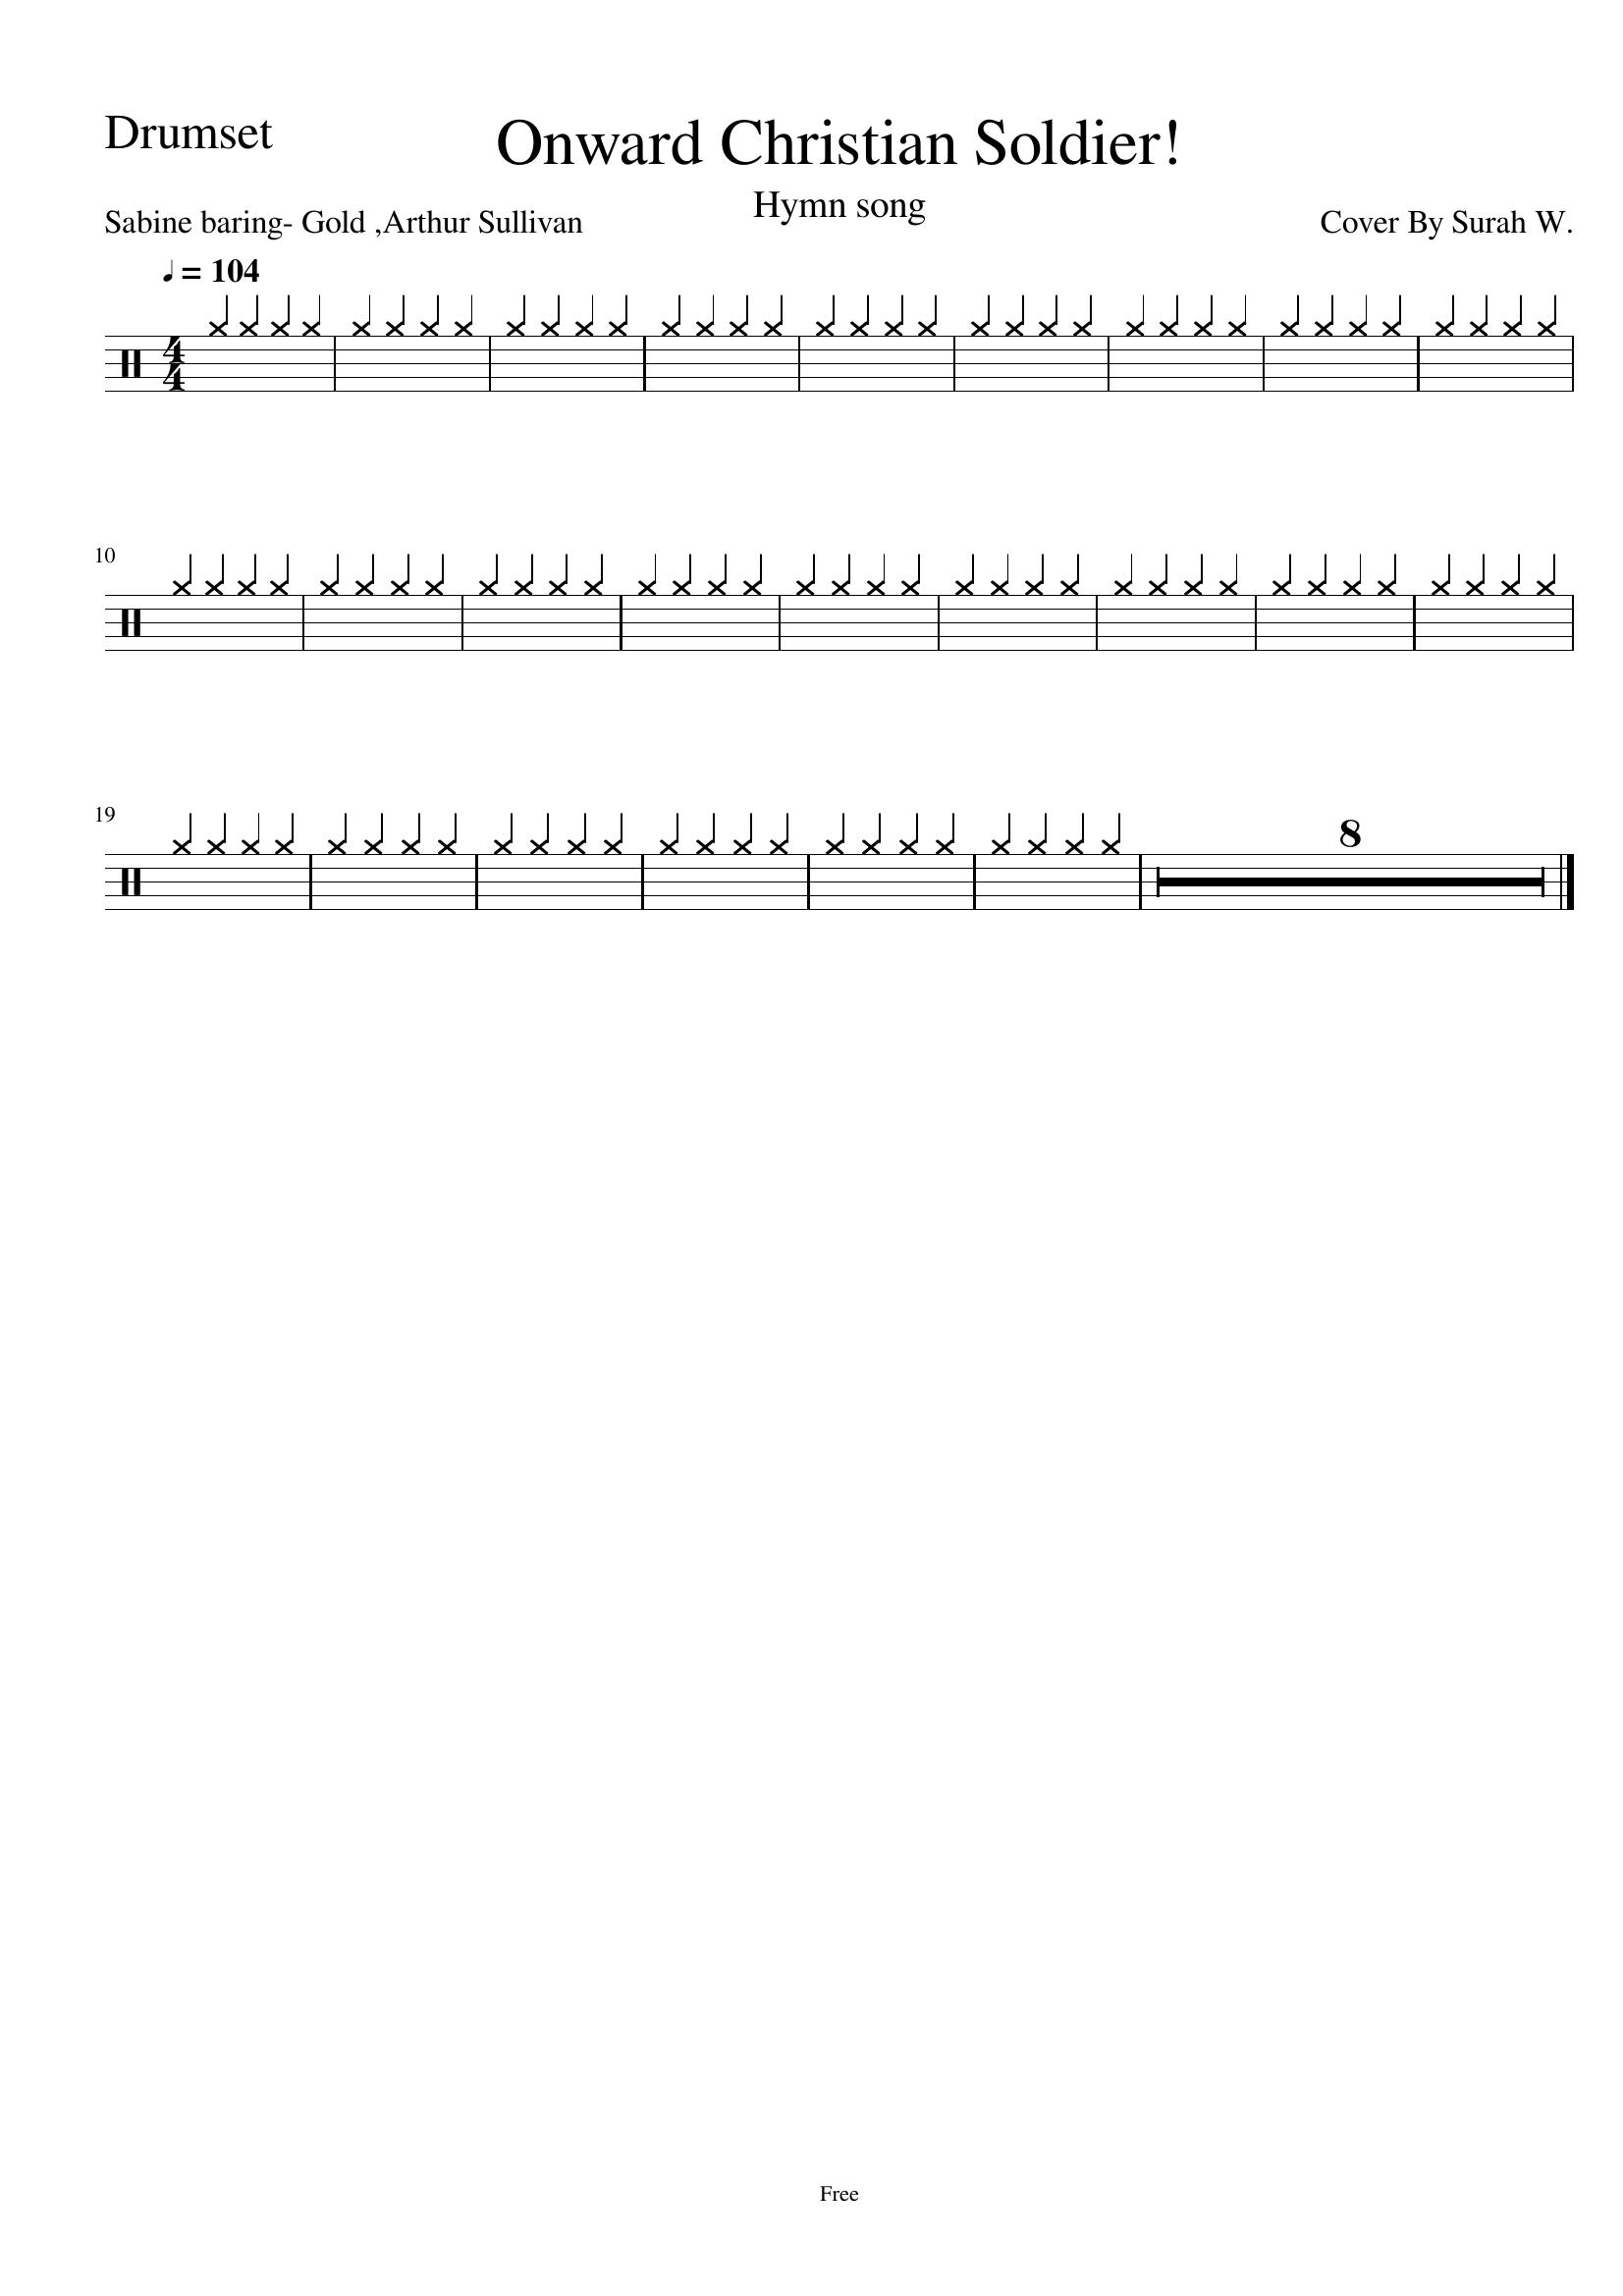 Drumset
Onward Christian Soldier!
Hymn song
Sabine baring- Gold ,Arthur Sullivan
Cover By Surah W.
♩ = 104
4
4
10
19
8
Free